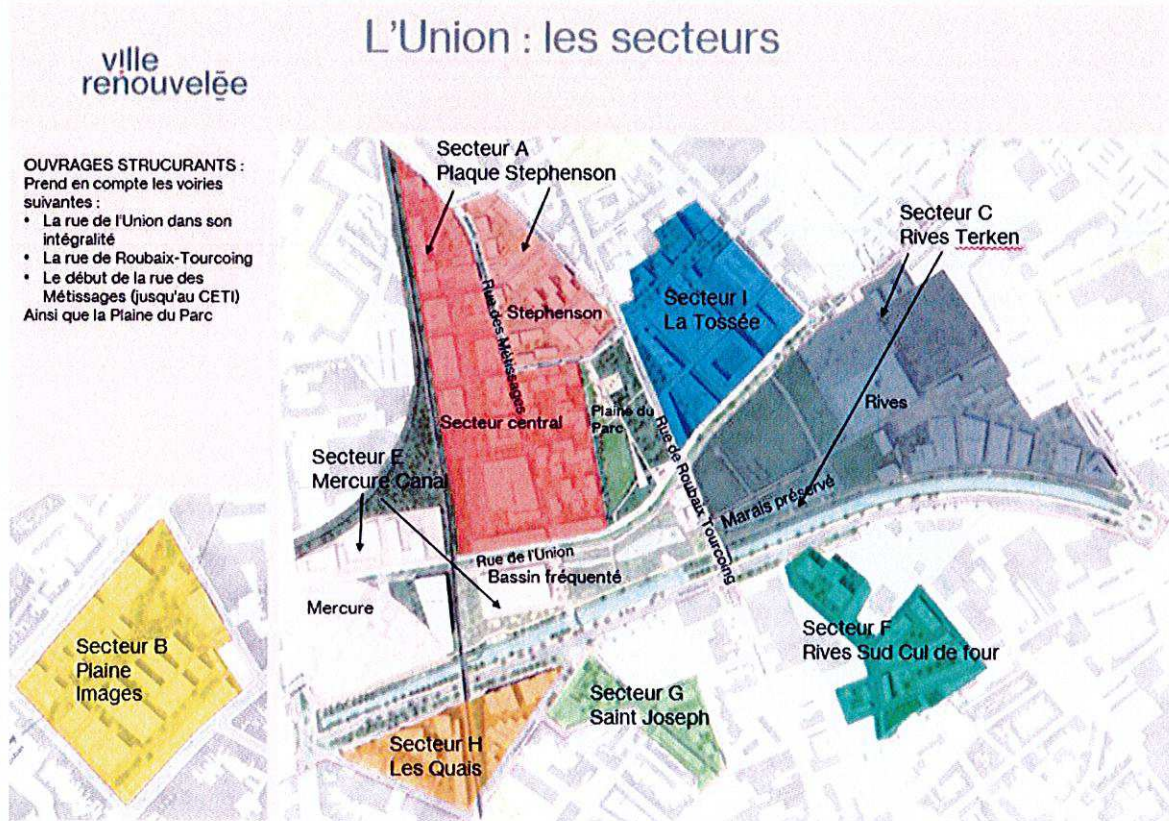 L'Union : les secteurs
ville
renouvelée
OUVRAGES STRUCURANTS :
Prend en compte les voiries
suivantes :
• La rue de l'Union dans son
intégralité
• La rue de Roubaix-Tourcoing
• Le début de la rue des
Métissages (jusqu'au CETI)
Ainsi que la Plaine du Parc
Secteur A
Plaque Stephenson
Secteur C
Rives Terken
Secteur I
La Tossée
Stephenson
Rue des Métissages
Secteur central
Plaine du
Parc
Rives
Rue de Roubaix Tourcoing
Secteur E
Mercure Canal
Marais préservé
Rue de l'Union
Bassin fréquenté
Mercure
Secteur B
Plaine
Images
Secteur F
Rives Sud Cul de four
Secteur G
Saint Joseph
Secteur H
Les Quais